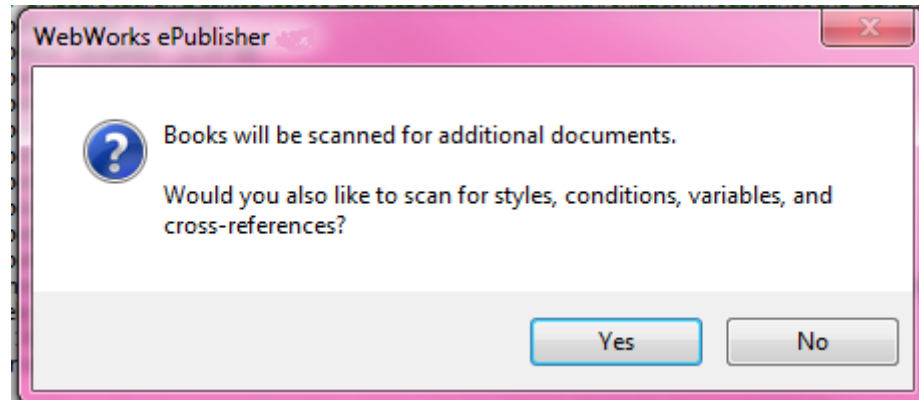 WebWorks ePublisher
Books will be scanned for additional documents.
Would you also like to scan for styles, conditions, variables, and
cross-references?
Yes
No